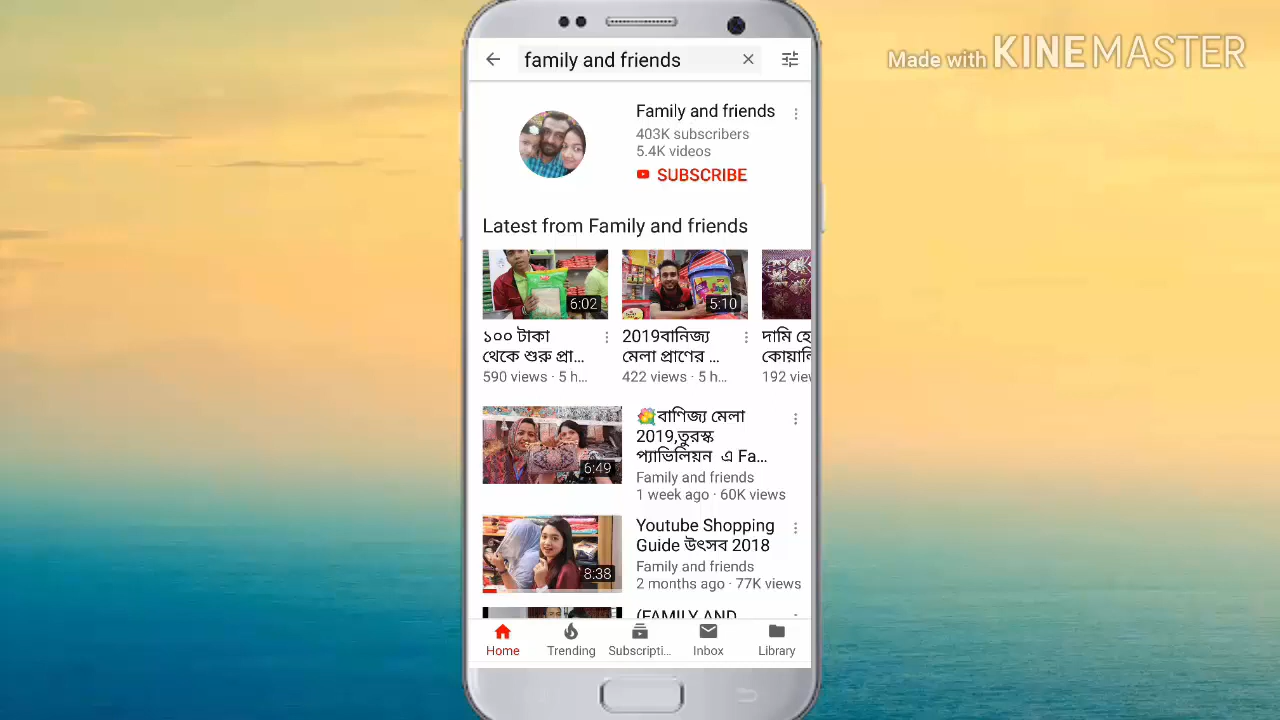 Made with KINEMASTER
family and friends
Family and friends
403K subscribers
5.4K videos
SUBSCRIBE
Latest from Family and friends
6:02
5:10
১০০ টাকা
থেকে শুরু প্রা...
590 views · 5 h...
2019বানিজ্য
মেলা প্রাণের ...
422 views · 5 h...
দামি হে
কোয়ালি
192 vie
6:49
বাণিজ্য মেলা
2019,তুরস্ক
প্যাভিলিয়ন এ Fa...
Family and friends
1 week ago · 60K views
8:38
Youtube Shopping
Guide উৎসব 2018
Family and friends
2 months ago · 77K views
(FAMILY AND
Home
Trending
Subscripti...
Inbox
Library